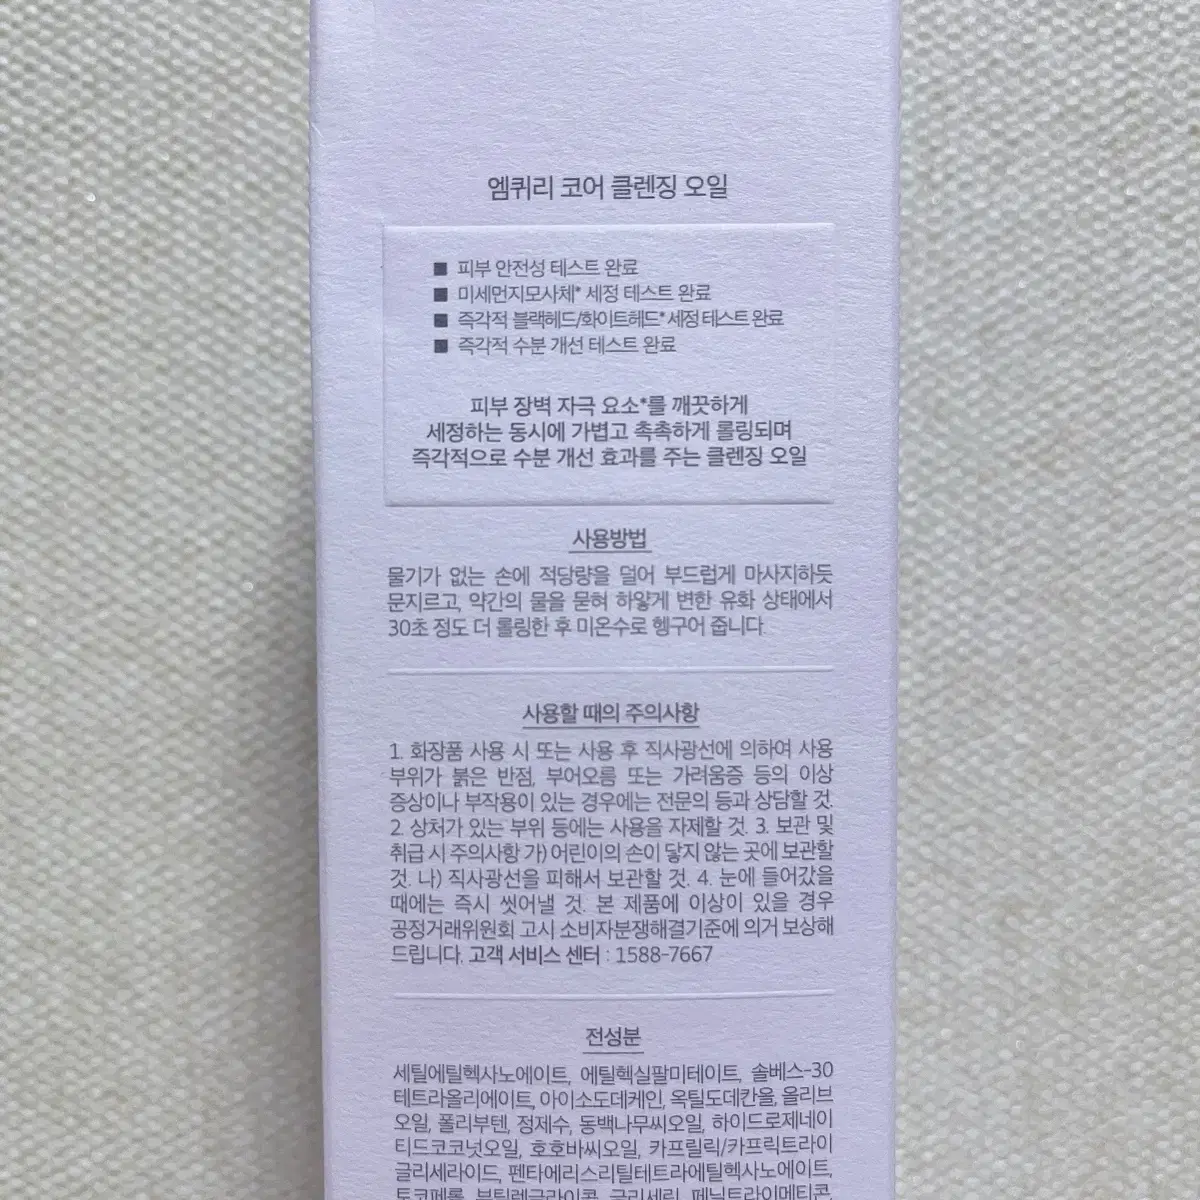 엠퀴리 코어 클렌징 오일
■ 피부 안전성 테스트 완료
■ 미세먼지모사체* 세정 테스트 완료
■ 즉각적 블랙헤드/화이트헤드* 세정 테스트 완료
■ 즉각적 수분 개선 테스트 완료
피부 장벽 자극 요소*를 깨끗하게
세정하는 동시에 가볍고 촉촉하게 롤링되며
즉각적으로 수분 개선 효과를 주는 클렌징 오일
사용방법
물기가 없는 손에 적당량을 덜어 부드럽게 마사지하듯
문지르고, 약간의 물을 묻혀 하얗게 변한 유화 상태에서
30초 정도 더 롤링한 후 미온수로 헹구어 줍니다.
사용할 때의 주의사항
1. 화장품 사용 시 또는 사용 후 직사광선에 의하여 사용
부위가 붉은 반점, 부어오름 또는 가려움증 등의 이상
증상이나 부작용이 있는 경우에는 전문의 등과 상담할 것.
2. 상처가 있는 부위 등에는 사용을 자제할 것. 3. 보관 및
취급 시 주의사항 가) 어린이의 손이 닿지 않는 곳에 보관할
것. 나) 직사광선을 피해서 보관할 것. 4. 눈에 들어갔을
때에는 즉시 씻어낼 것. 본 제품에 이상이 있을 경우
공정거래위원회 고시 소비자분쟁해결기준에 의거 보상해
드립니다. 고객 서비스 센터 : 1588-7667
전성분
세틸에틸헥사노에이트, 에틸헥실팔미테이트, 솔베스-30
테트라올리에이트, 아이소도데케인, 옥틸도데칸올, 올리브
오일, 폴리부텐, 정제수, 동백나무씨오일, 하이드로제네이
티드코코넛오일, 호호바씨오일, 카프릴릭/카프릭트라이
글리세라이드, 펜타에리스리틸테트라에틸헥사노에이트,
토코페롤, 부틸렌글라이콜, 글리세린, 페닐트라이메티콘,